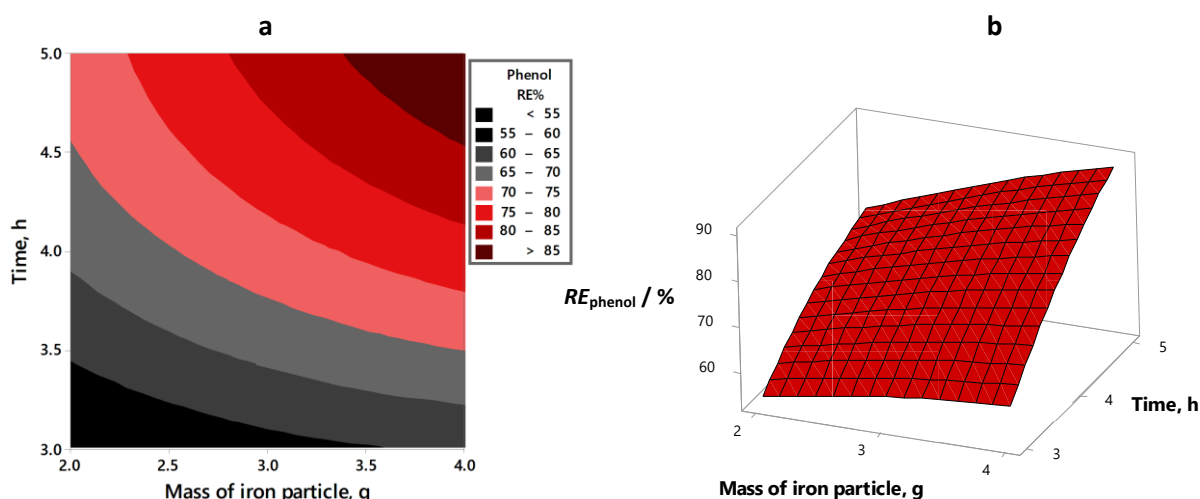 a
5.0
4.5
4.0
3.5
3.0
Time, h
2.0 2.5 3.0 3.5 4.0
Mass of iron particle, g
Phenol
RE%
< 55
55 – 60
60 – 65
65 – 70
70 – 75
75 – 80
80 – 85
> 85
b
90
80
70
60
RE phenol / %
2
3
4
Mass of iron particle, g
3
4
5
Time, h